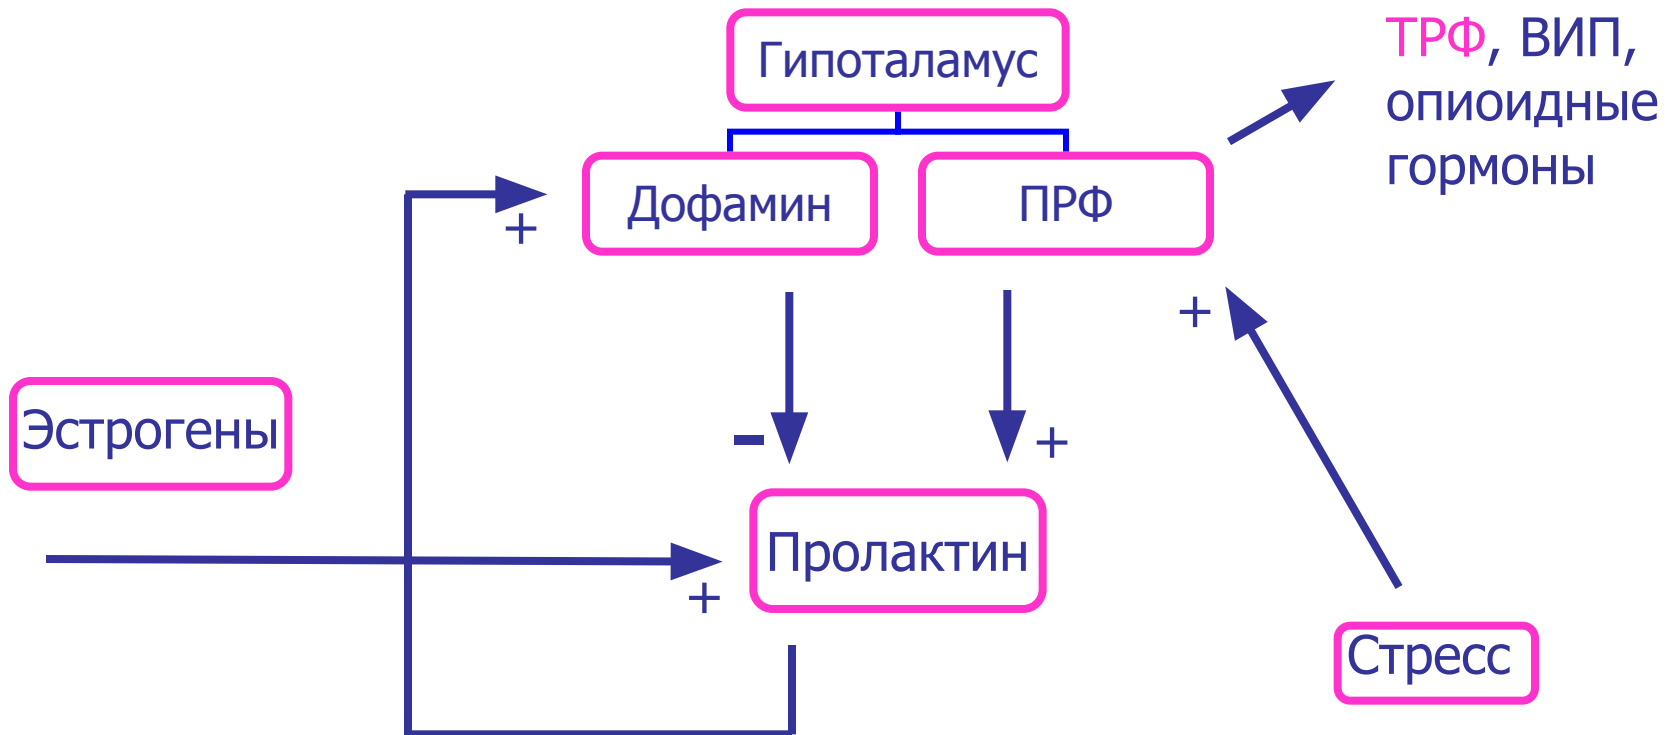 Гипоталамус
ТРФ, ВИП,
опиоидные
гормоны
Дофамин
ПРФ
+
+
Эстрогены
-
+
Пролактин
+
Стресс